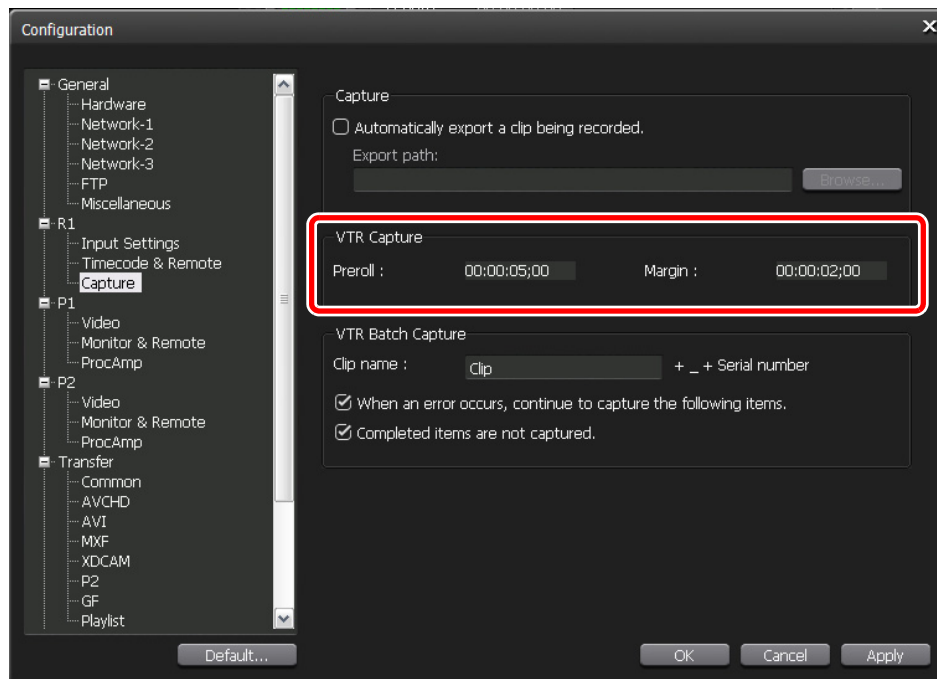 Configuration
General
Hardware
Network-1
Network-2
Network-3
FTP
Miscellaneous
R1
Input Settings
Timecode & Remote
Capture
P1
Video
Monitor & Remote
ProcAmp
P2
Video
Monitor & Remote
ProcAmp
Transfer
Common
AVCHD
AVI
MXF
XDCAM
P2
GF
Playlist
Default...
Capture
Automatically export a clip being recorded.
Export path:
Browse...
VTR Capture
Preroll : 00:00:05;00 Margin : 00:00:02;00
VTR Batch Capture
Clip name : Clip + _ + Serial number
When an error occurs, continue to capture the following items.
Completed items are not captured.
OK Cancel Apply